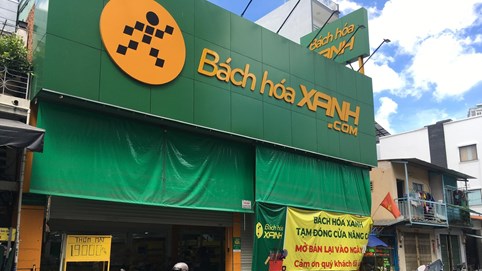 Bách hóa XANH
.COM
Bách hóa
XANH
Bách hóa
XANH
BÁCH HÓA XANH
TẠM ĐÓNG CỬA NÂNG
MỞ BÁN LẠI VÀO NGÀY
Cảm ơn quý khách
19000